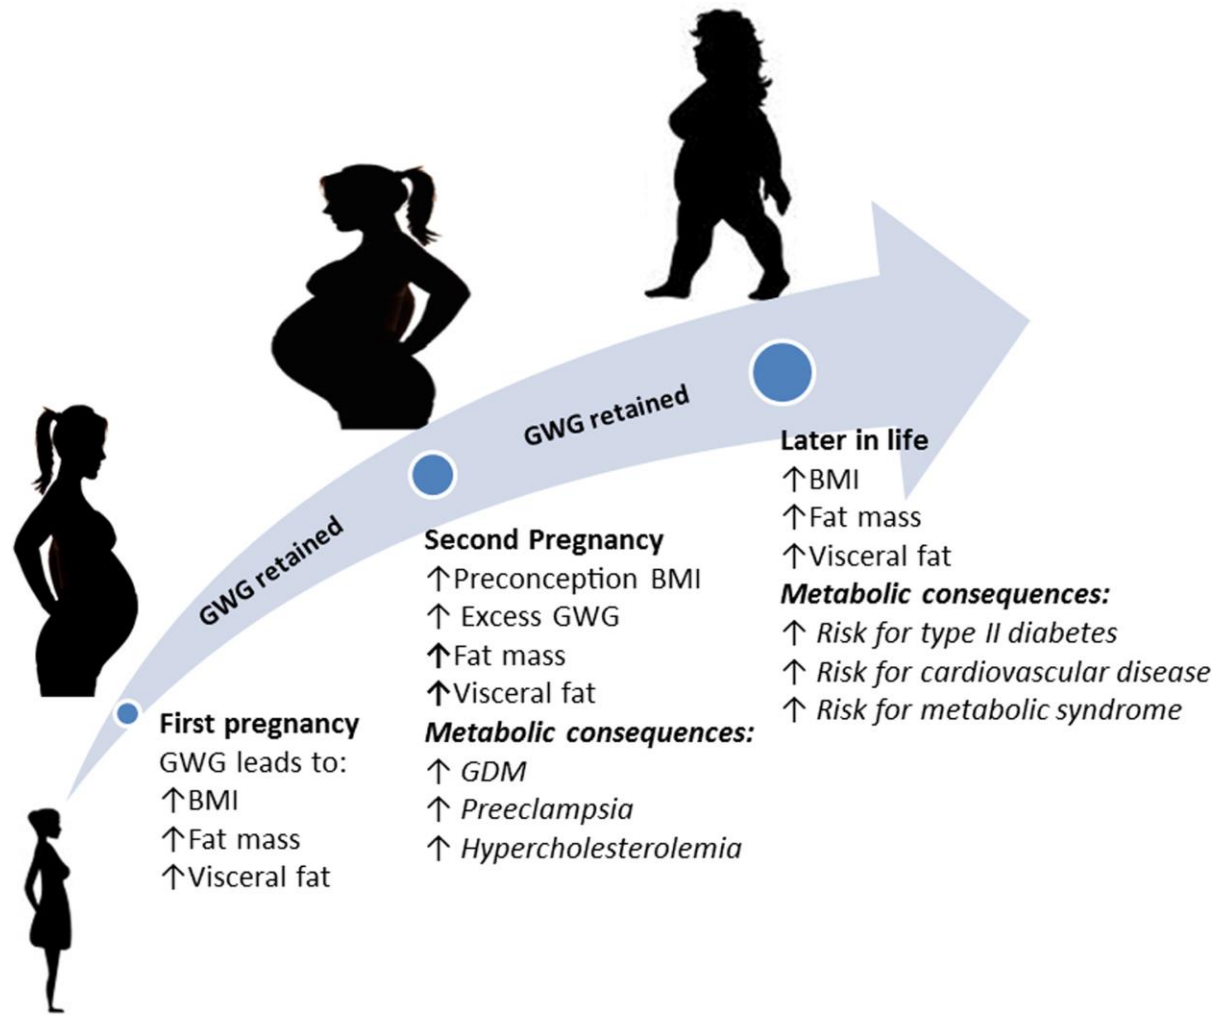 GWG retained
GWG retained
First pregnancy
GWG leads to:
↑BMI
↑Fat mass
↑Visceral fat
Second Pregnancy
↑Preconception BMI
↑ Excess GWG
↑Fat mass
↑Visceral fat
Metabolic consequences:
↑ GDM
↑ Preeclampsia
↑ Hypercholesterolemia
Later in life
↑BMI
↑Fat mass
↑Visceral fat
Metabolic consequences:
↑ Risk for type II diabetes
↑ Risk for cardiovascular disease
↑ Risk for metabolic syndrome